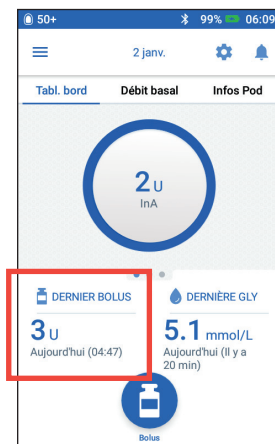 50+ 99% 06:09
2 janv.
Tabl. bord Débit basal Infos Pod
2 U
InA
DERNIER BOLUS
3 U
Aujourd'hui (04:47)
DERNIÈRE GLY
5.1 mmol/L
Aujourd'hui (Il y a
20 min)
Bolus